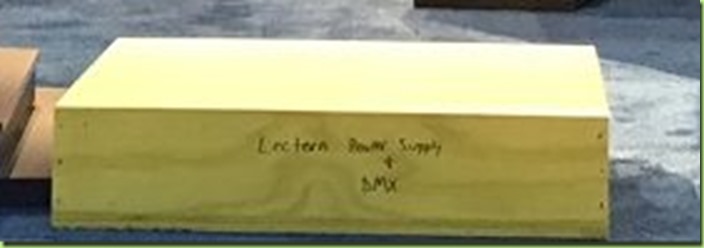 Lectern Power Supply
+
DMX